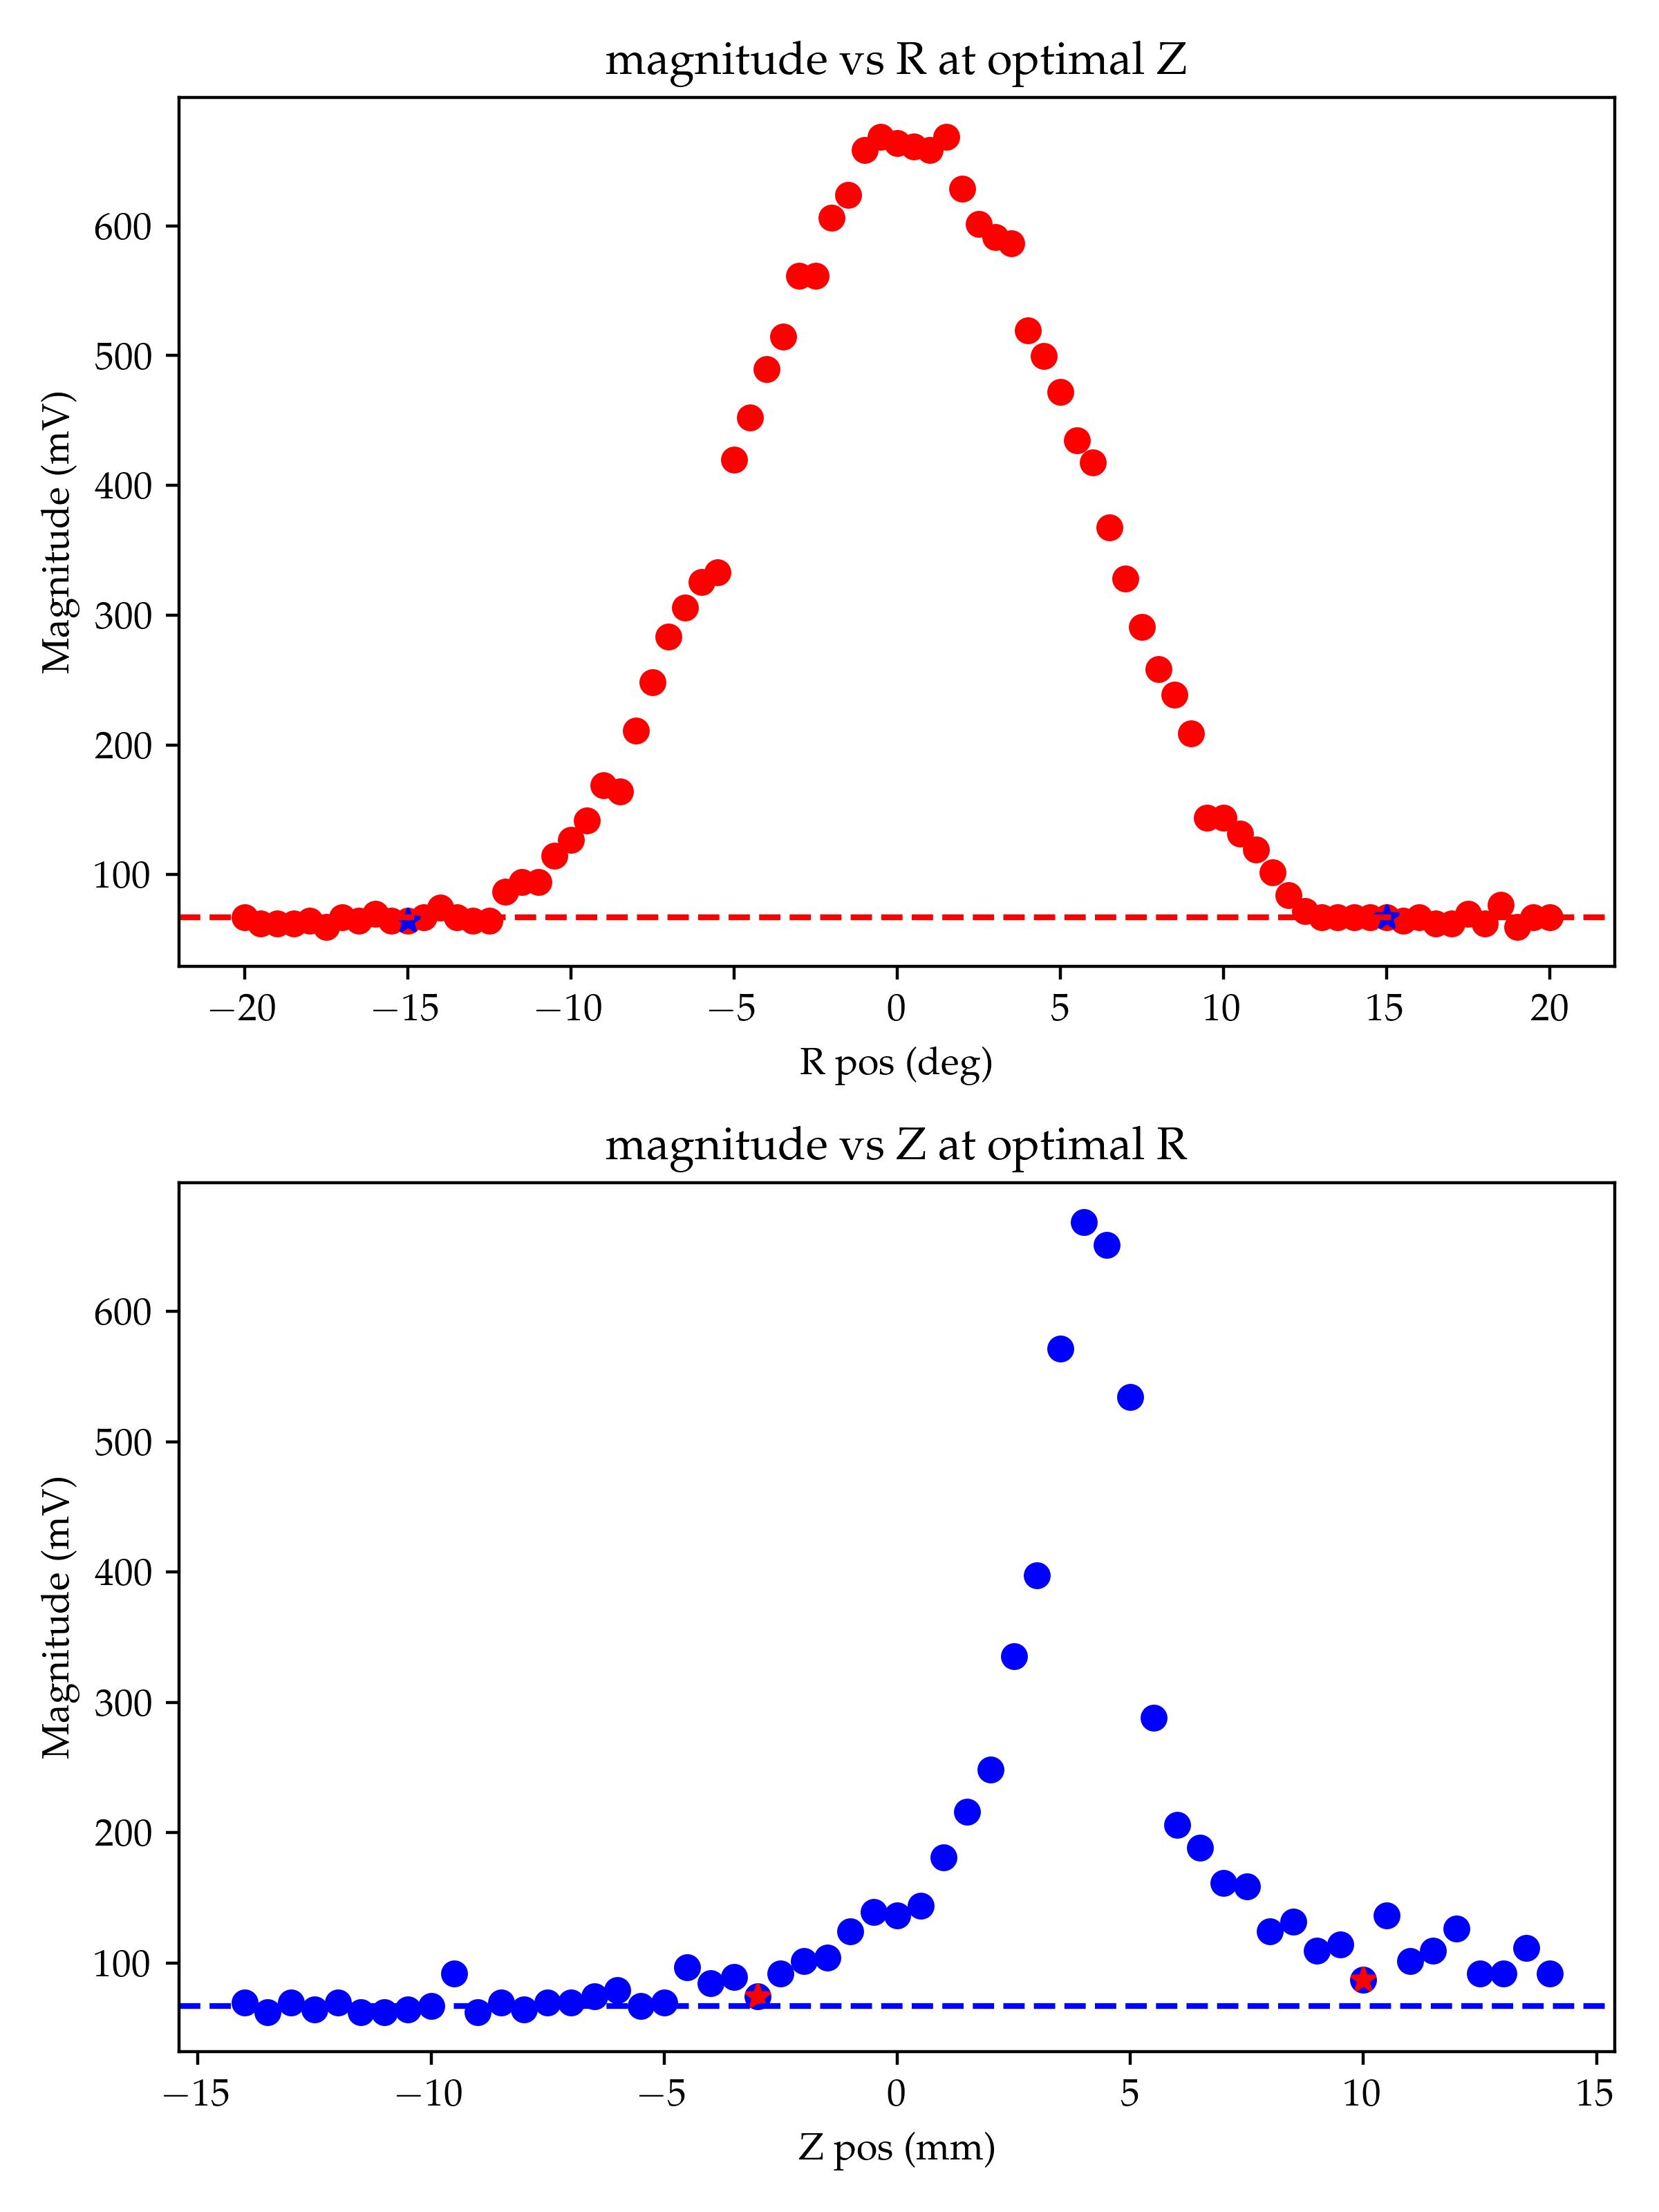 magnitude vs R at optimal Z
Magnitude (mV)
600
500
400
300
200
100
−20 −15 −10 −5 0 5 10 15 20
R pos (deg)
magnitude vs Z at optimal R
Magnitude (mV)
600
500
400
300
200
100
−15 −10 −5 0 5 10 15
Z pos (mm)